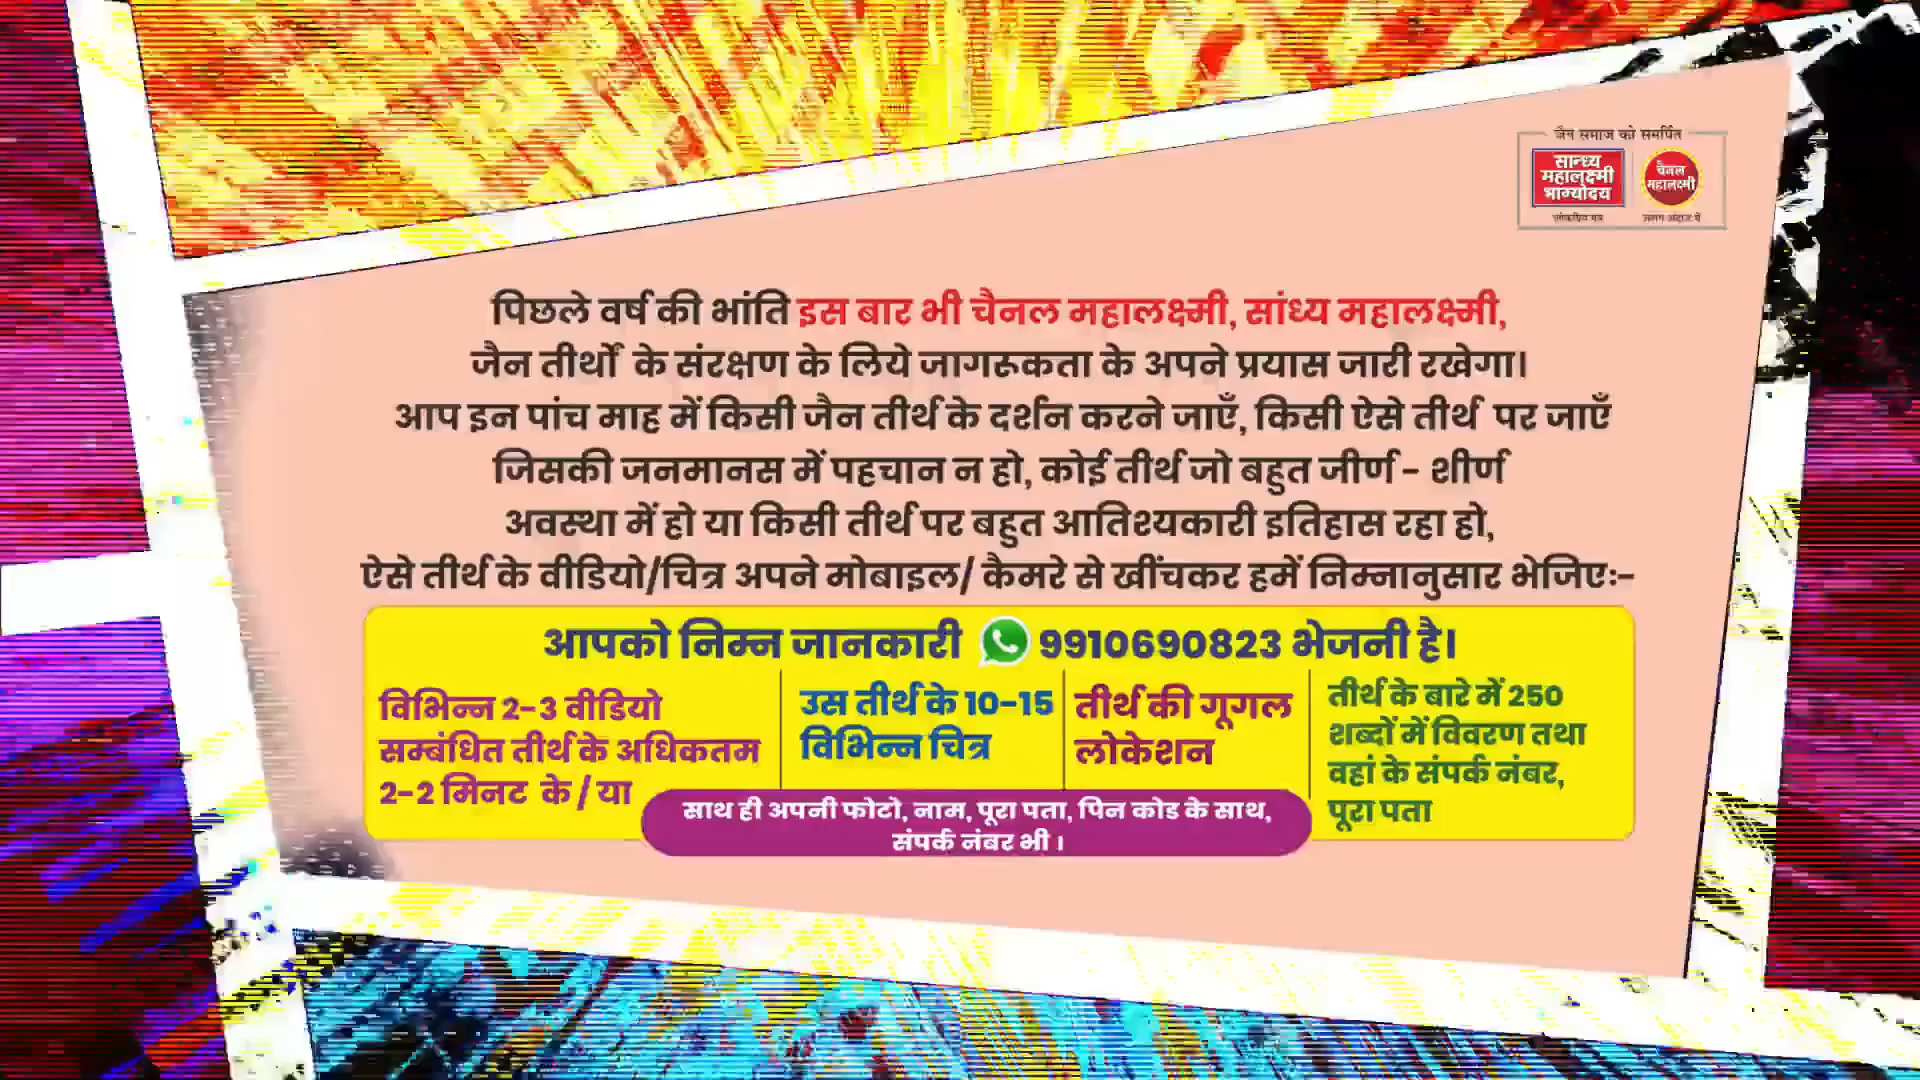 जैन समाज को समर्पित
सान्ध्य
महालक्ष्मी
भाग्योदय
चैनल
महालक्ष्मी
पिछले वर्ष की भांति इस बार भी चैनल महालक्ष्मी, सांध्य महालक्ष्मी,
जैन तीर्थों के संरक्षण के लिये जागरूकता के अपने प्रयास जारी रखेगा।
आप इन पांच माह में किसी जैन तीर्थ के दर्शन करने जाएँ, किसी ऐसे तीर्थ पर जाएँ
जिसकी जनमानस में पहचान न हो, कोई तीर्थ जो बहुत जीर्ण - शीर्ण
अवस्था में हो या किसी तीर्थ पर बहुत आतिश्यकारी इतिहास रहा हो,
ऐसे तीर्थ के वीडियो/चित्र अपने मोबाइल/ कैमरे से खींचकर हमें निम्नानुसार भेजिएः-
आपको निम्न जानकारी 9910690823 भेजनी है।
विभिन्न 2-3 वीडियो
सम्बंधित तीर्थ के अधिकतम
2-2 मिनट के / या
उस तीर्थ के 10-15
विभिन्न चित्र
तीर्थ की गूगल
लोकेशन
तीर्थ के बारे में 250
शब्दों में विवरण तथा
वहां के संपर्क नंबर,
पूरा पता
साथ ही अपनी फोटो, नाम, पूरा पता, पिन कोड के साथ,
संपर्क नंबर भी ।